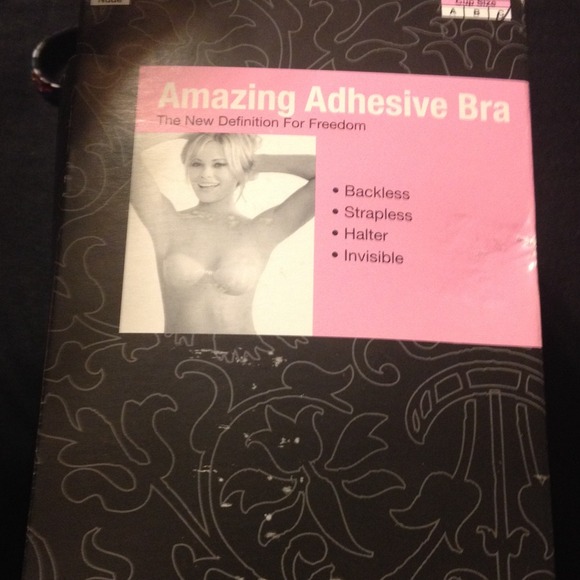 Nude
Cup Size
A B C
Amazing Adhesive Bra
The New Definition For Freedom
• Backless
• Strapless
• Halter
• Invisible